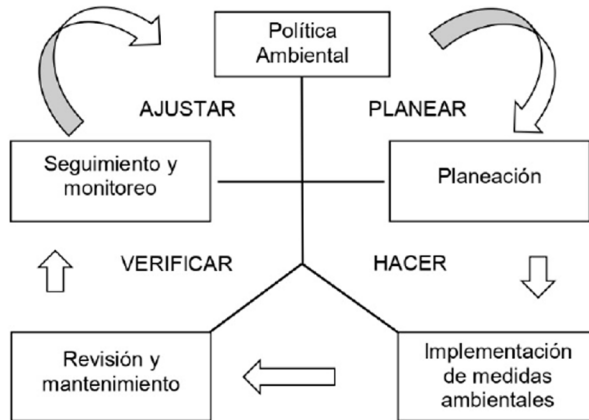 Política
Ambiental
AJUSTAR
PLANEAR
Seguimiento y
monitoreo
Planeación
VERIFICAR
HACER
Revisión y
mantenimiento
Implementación
de medidas
ambientales